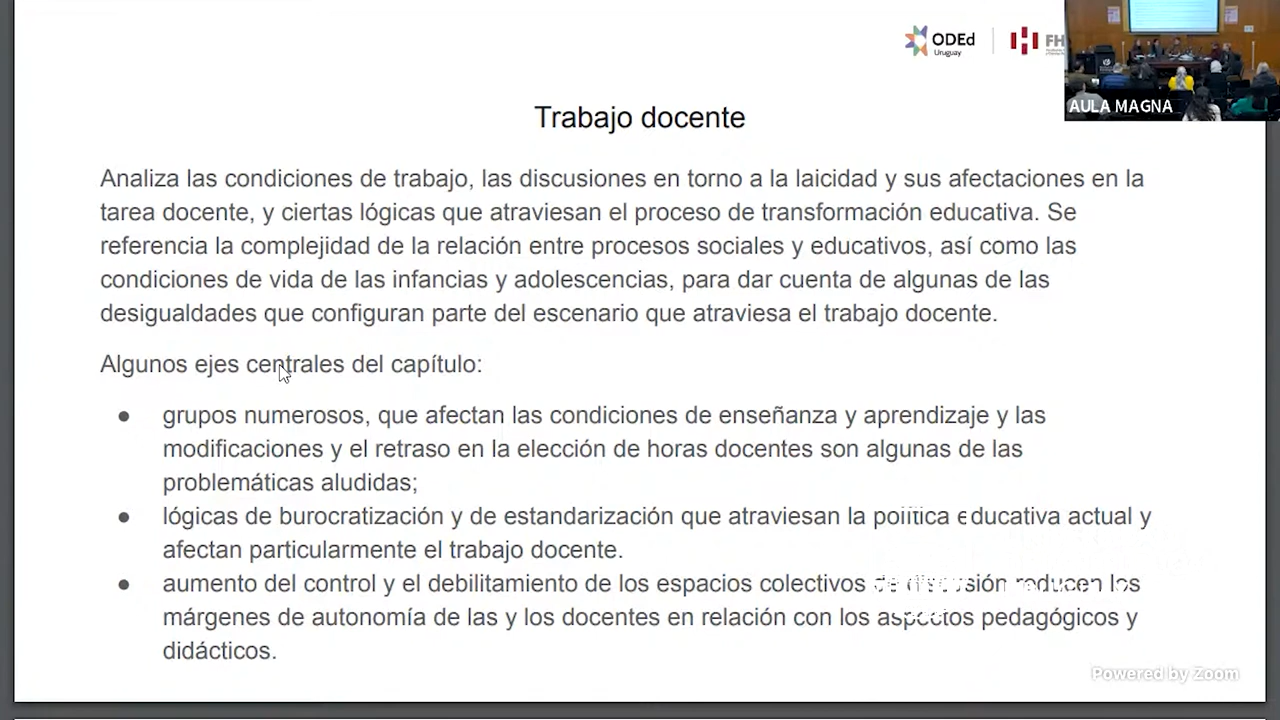 ODEd
Uruguay
FH
AULA MAGNA
Trabajo docente
Analiza las condiciones de trabajo, las discusiones en torno a la laicidad y sus afectaciones en la
tarea docente, y ciertas lógicas que atraviesan el proceso de transformación educativa. Se
referencia la complejidad de la relación entre procesos sociales y educativos, así como las
condiciones de vida de las infancias y adolescencias, para dar cuenta de algunas de las
desigualdades que configuran parte del escenario que atraviesa el trabajo docente.
Algunos ejes centrales del capítulo:
● grupos numerosos, que afectan las condiciones de enseñanza y aprendizaje y las
modificaciones y el retraso en la elección de horas docentes son algunas de las
problemáticas aludidas;
● lógicas de burocratización y de estandarización que atraviesan la política educativa actual y
afectan particularmente el trabajo docente.
● aumento del control y el debilitamiento de los espacios colectivos reducen los
márgenes de autonomía de las y los docentes en relación con los aspectos pedagógicos y
didácticos.
Powered by Zoom